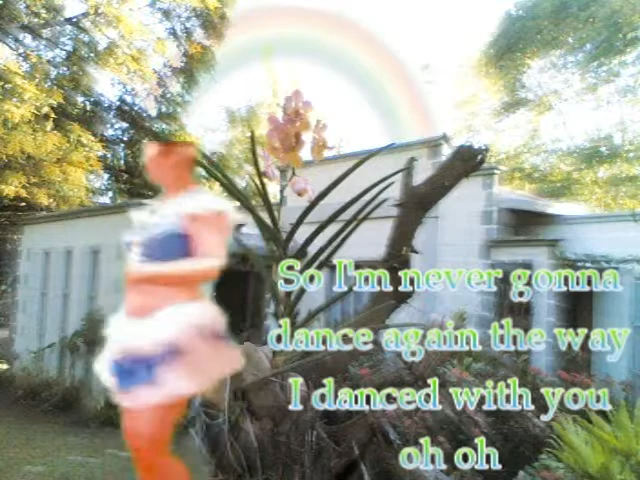 So I'm never gonna
dance again the way
I danced with you
oh oh